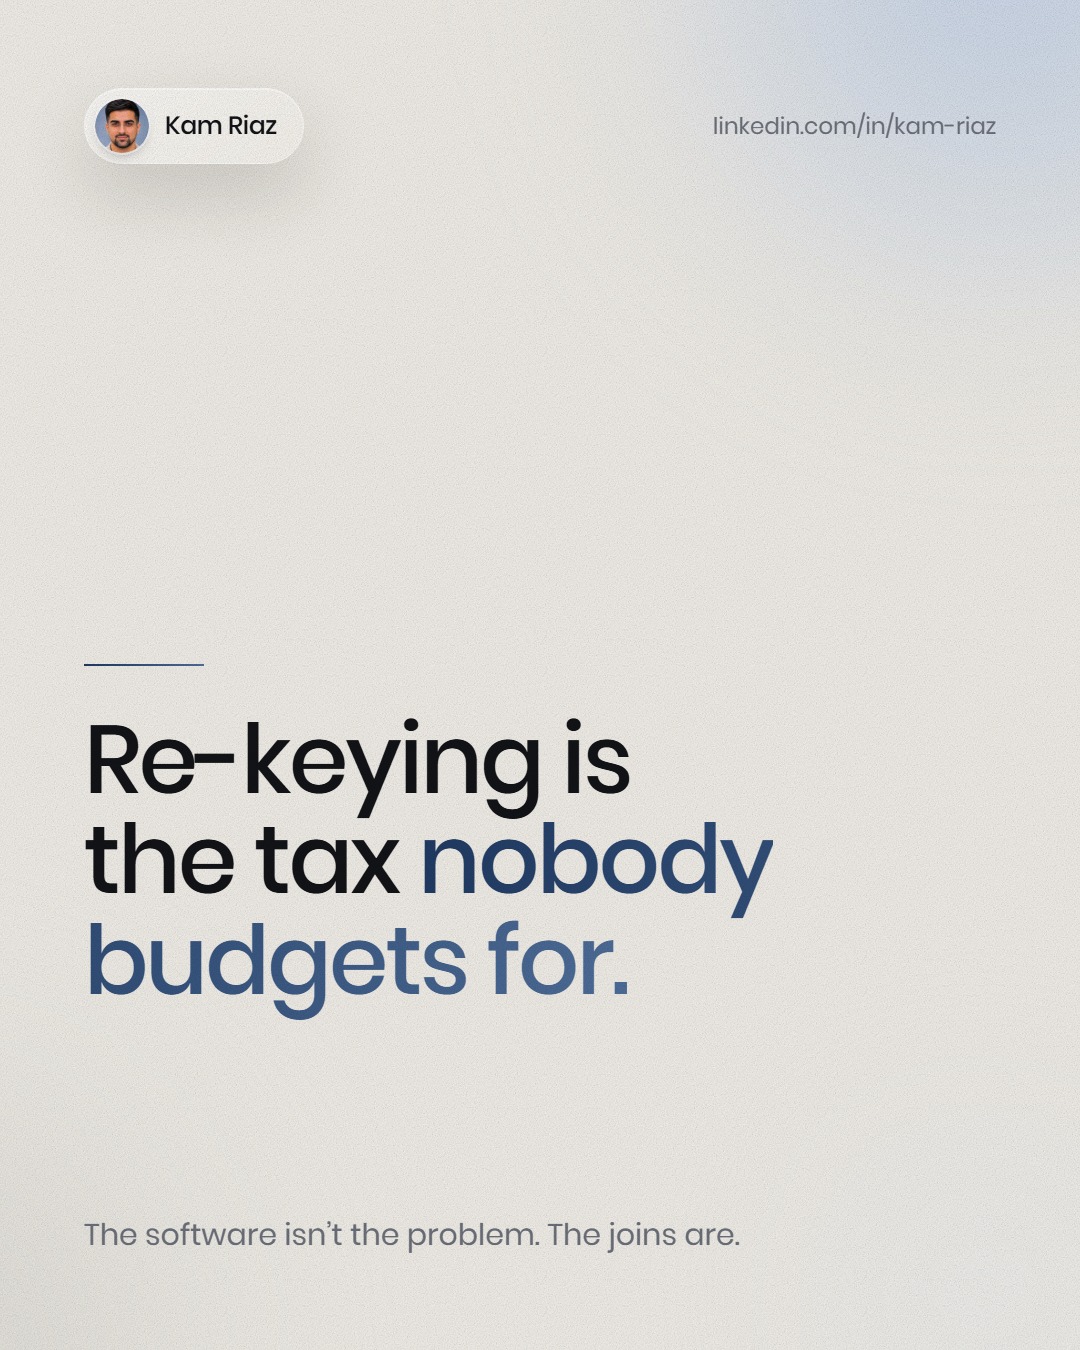 Kam Riaz
linkedin.com/in/kam-riaz
Re-keying is
the tax nobody
budgets for.
The software isn’t the problem. The joins are.